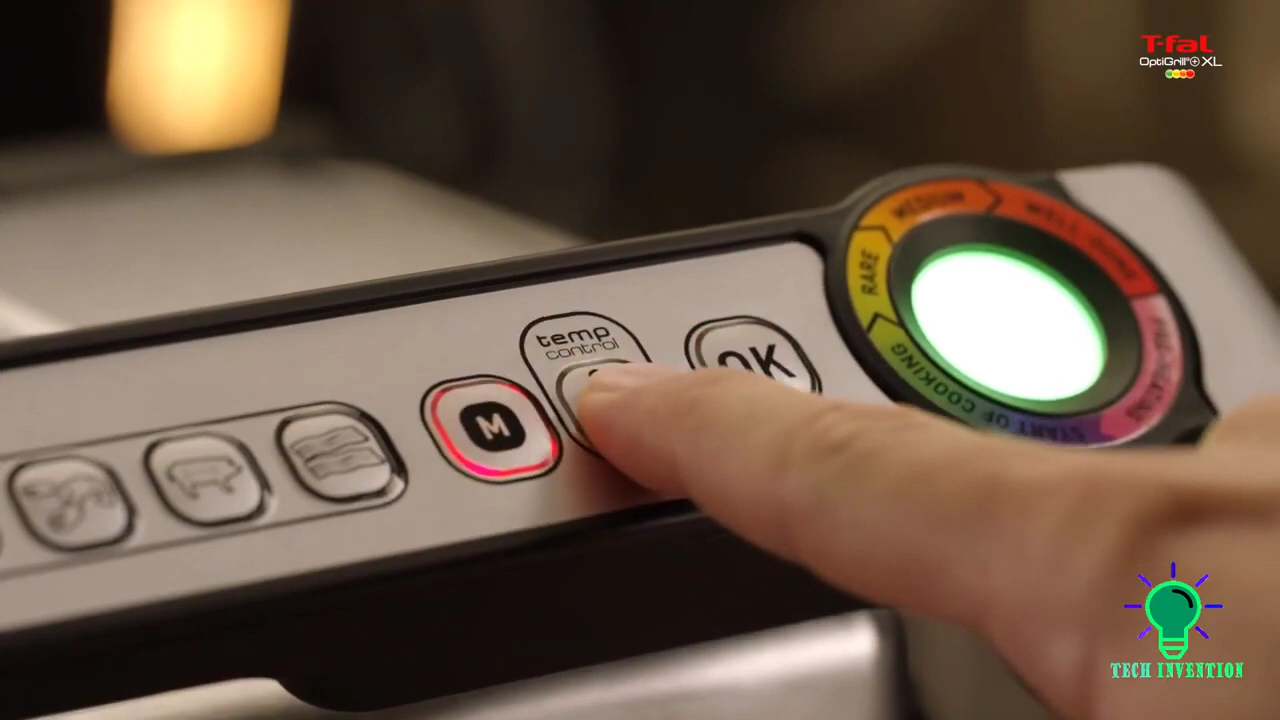 T-fal
OptiGrill+ XL
temp
control
OK
M
MEDIUM
RARE
START OF COOKING
WELL-DONE
TECH INVENTION